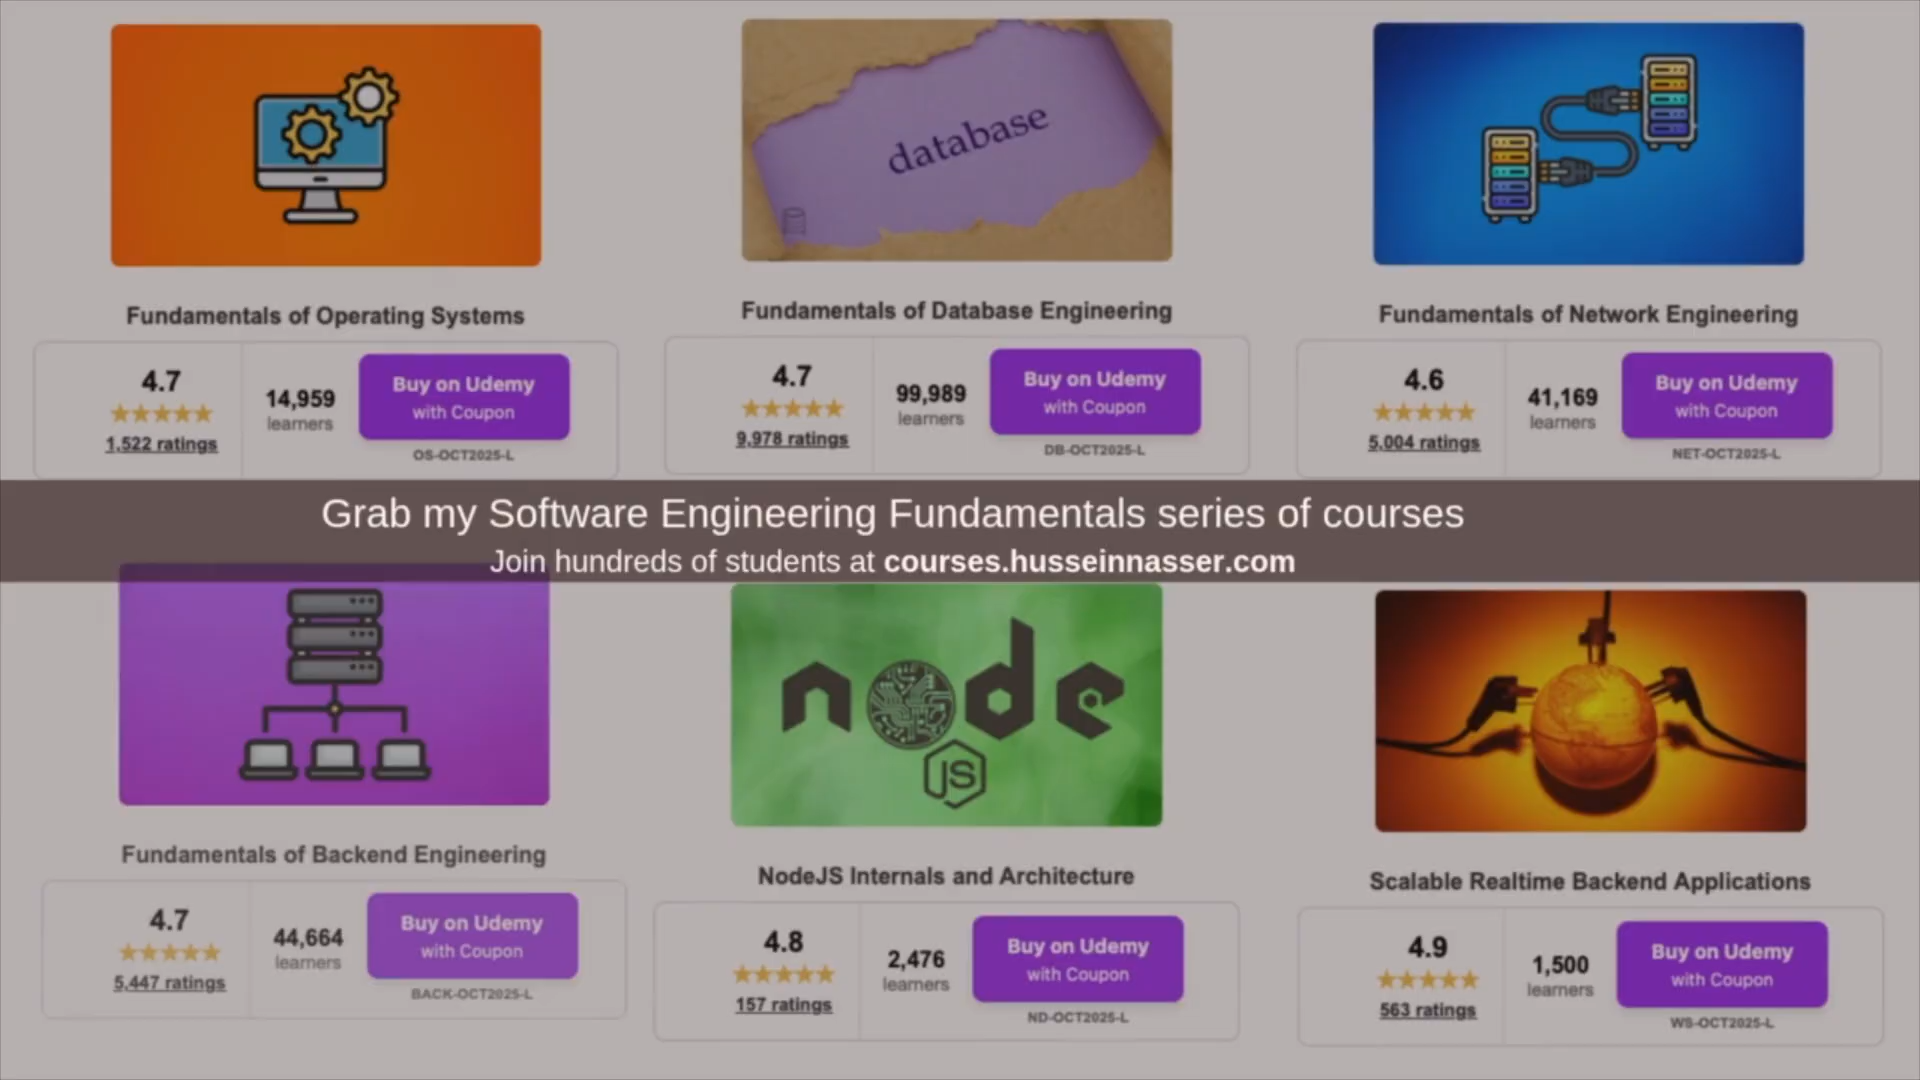 database
Fundamentals of Operating Systems
4.7
1,522 ratings
14,959
learners
Buy on Udemy
with Coupon
OS-OCT2025-L
Fundamentals of Database Engineering
4.7
9,978 ratings
99,989
learners
Buy on Udemy
with Coupon
DB-OCT2025-L
Fundamentals of Network Engineering
4.6
5,004 ratings
41,169
learners
Buy on Udemy
with Coupon
NET-OCT2025-L
Grab my Software Engineering Fundamentals series of courses
Join hundreds of students at courses.husseinnasser.com
node
JS
Fundamentals of Backend Engineering
4.7
5,447 ratings
44,664
learners
Buy on Udemy
with Coupon
BACK-OCT2025-L
NodeJS Internals and Architecture
4.8
157 ratings
2,476
learners
Buy on Udemy
with Coupon
ND-OCT2025-L
Scalable Realtime Backend Applications
4.9
563 ratings
1,500
learners
Buy on Udemy
with Coupon
WS-OCT2025-L